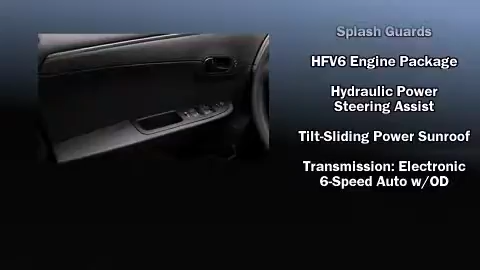 Splash Guards
HFV6 Engine Package
Hydraulic Power
Steering Assist
Tilt-Sliding Power Sunroof
Transmission: Electronic
6-Speed Auto w/OD